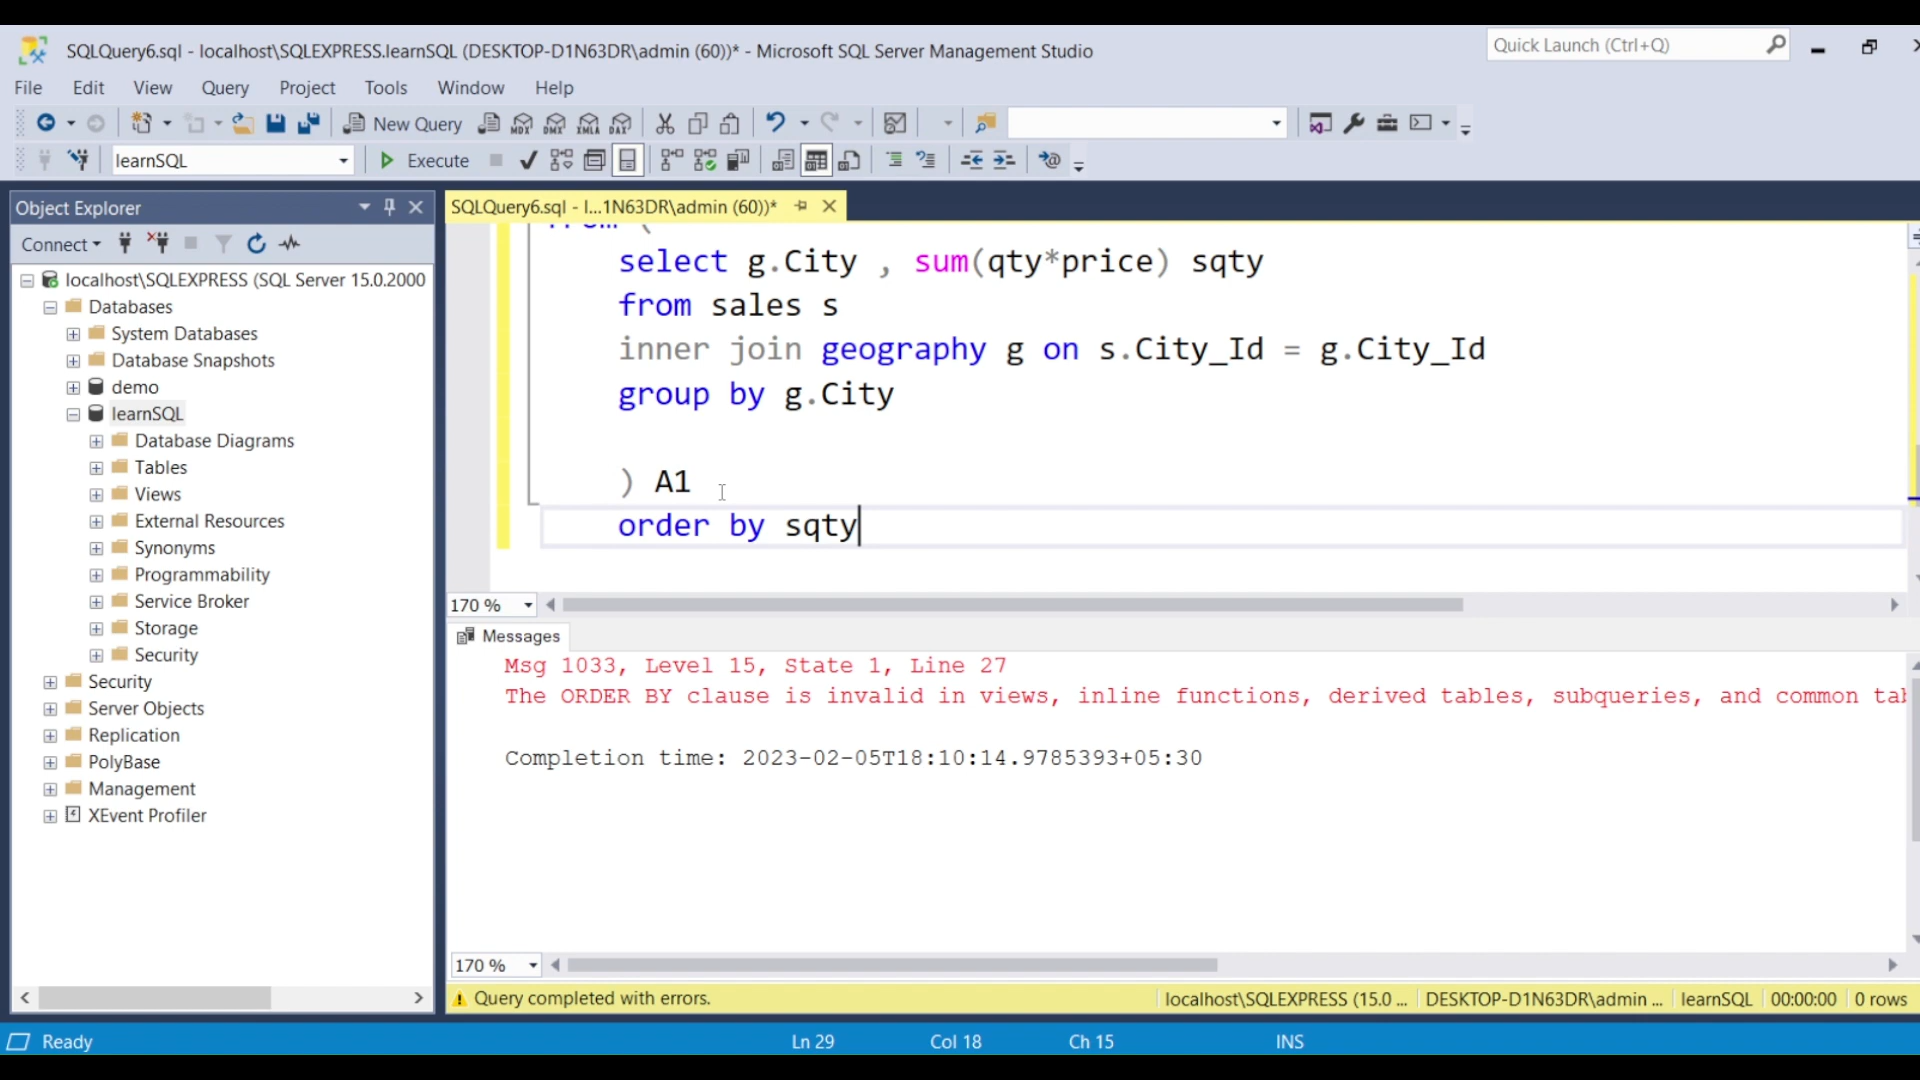 SQLQuery6.sql - localhost\SQLEXPRESS.learnSQL (DESKTOP-D1N63DR\admin (60))* - Microsoft SQL Server Management Studio
Quick Launch (Ctrl+Q)
File Edit View Query Project Tools Window Help
New Query MDX DMX XMLA DAX
learnSQL Execute
Object Explorer
SQLQuery6.sql - l...1N63DR\admin (60))*
Connect
localhost\SQLEXPRESS (SQL Server 15.0.2000
Databases
System Databases
Database Snapshots
demo
learnSQL
Database Diagrams
Tables
Views
External Resources
Synonyms
Programmability
Service Broker
Storage
Security
Security
Server Objects
Replication
PolyBase
Management
XEvent Profiler
select g.City , sum(qty*price) sqty
from sales s
inner join geography g on s.City_Id = g.City_Id
group by g.City
) A1
order by sqty
170 %
Messages
Msg 1033, Level 15, State 1, Line 27
The ORDER BY clause is invalid in views, inline functions, derived tables, subqueries, and common
Completion time: 2023-02-05T18:10:14.9785393+05:30
170 %
Query completed with errors.
localhost\SQLEXPRESS (15.0 ... DESKTOP-D1N63DR\admin ... learnSQL 00:00:00 0 rows
Ready Ln 29 Col 18 Ch 15 INS